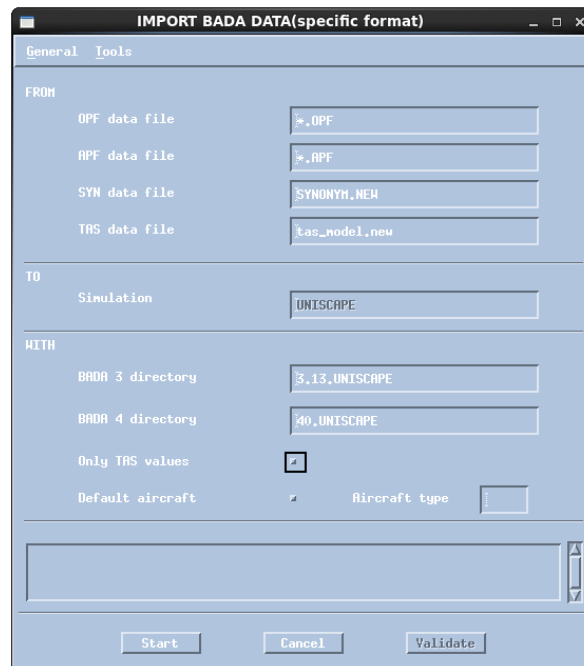 IMPORT BADA DATA(specific format)
General Tools
FROM
OPF data file *.OPF
APF data file *.APF
SYN data file SYNONYM.NEW
TAS data file tas_model.new
TO
Simulation UNISCAPE
WITH
BADA 3 directory 3.13.UNISCAPE
BADA 4 directory 40.UNISCAPE
Only TAS values
Default aircraft Aircraft type
Start Cancel Validate